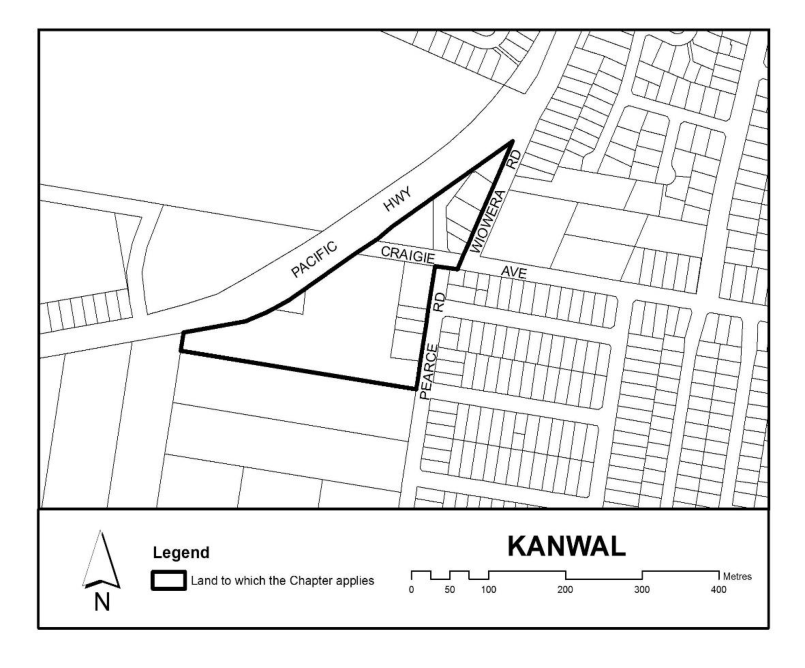 RD
HWY
WIOWERA
PACIFIC
CRAIGIE
AVE
RD
PEARCE
KANWAL
Legend
Land to which the Chapter applies
N
Metres
0 50 100 200 300 400